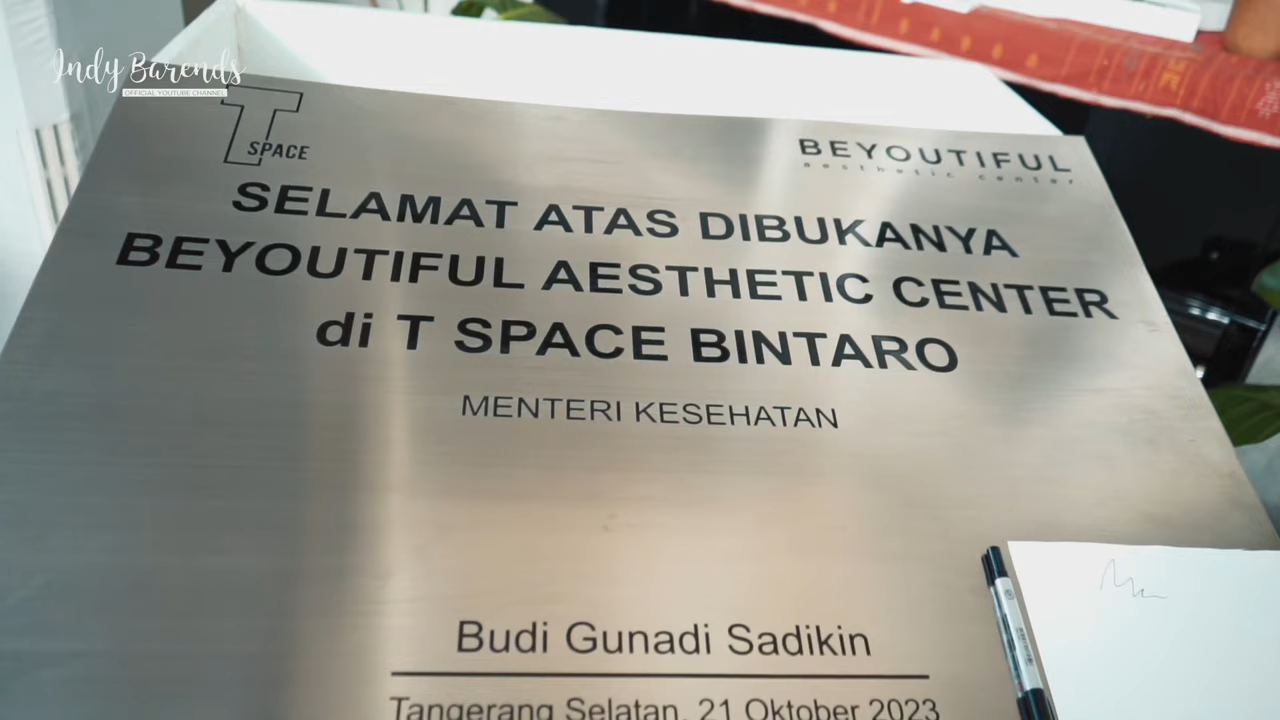 Indy Barends
OFFICIAL YOUTUBE CHANNEL
T
SPACE
BEYOUTIFUL
aesthetic center
SELAMAT ATAS DIBUKANYA
BEYOUTIFUL AESTHETIC CENTER
di T SPACE BINTARO
MENTERI KESEHATAN
Budi Gunadi Sadikin
Tangerang Selatan, 21 Oktober 2023